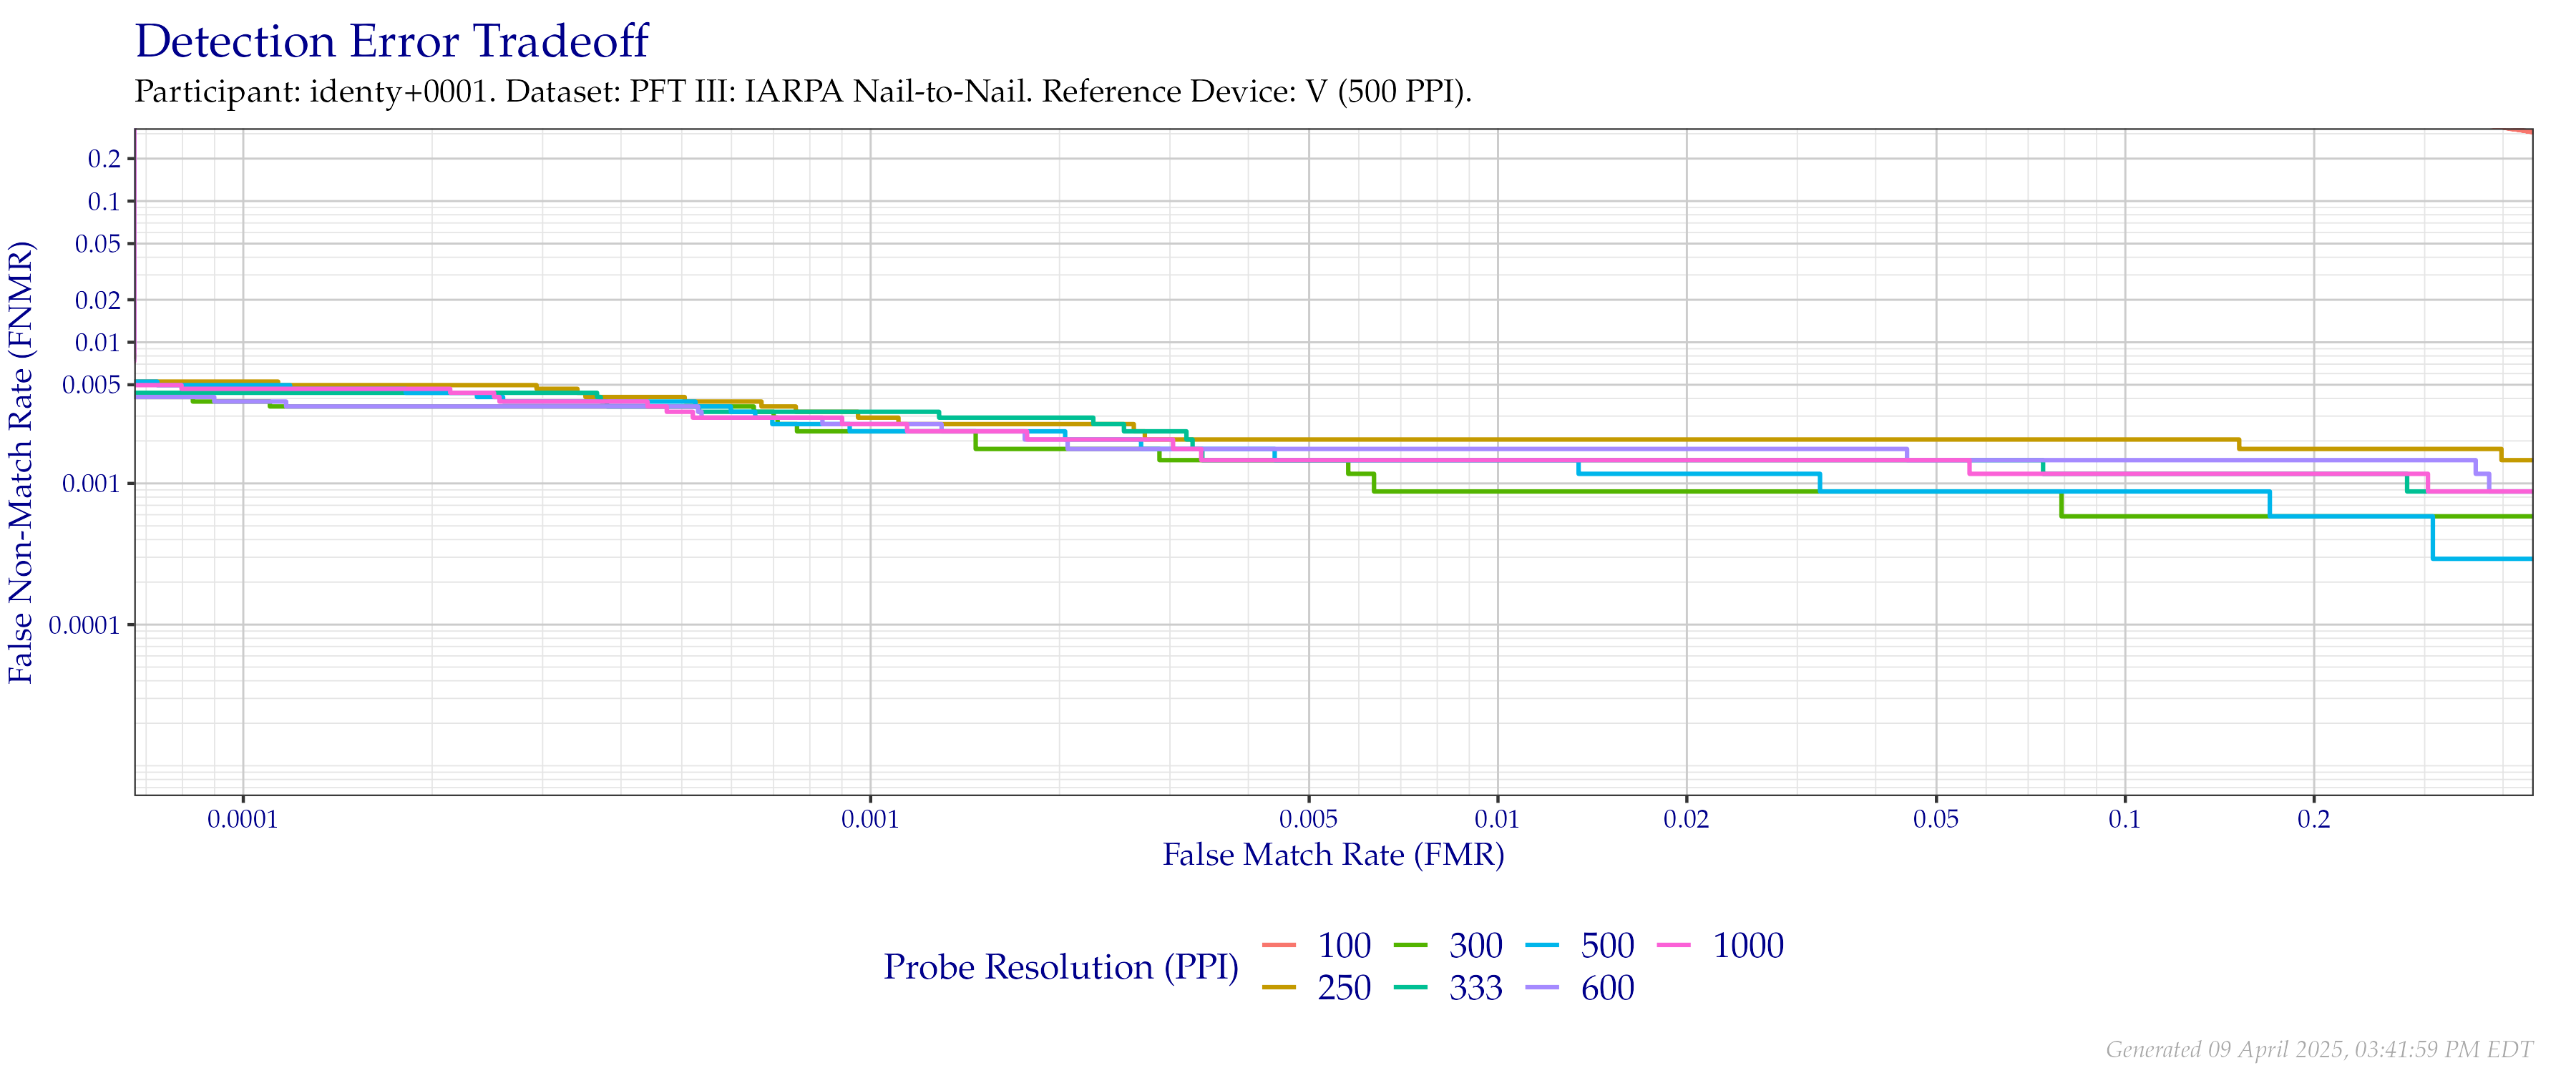 Detection Error Tradeoff
Participant: identy+0001. Dataset: PFT III: IARPA Nail-to-Nail. Reference Device: V (500 PPI).
False Non-Match Rate (FNMR)
0.2
0.1
0.05
0.02
0.01
0.005
0.001
0.0001
0.0001 0.001 0.005 0.01 0.02 0.05 0.1 0.2
False Match Rate (FMR)
Probe Resolution (PPI)
100 300 500 1000
250 333 600
Generated 09 April 2025, 03:41:59 PM EDT